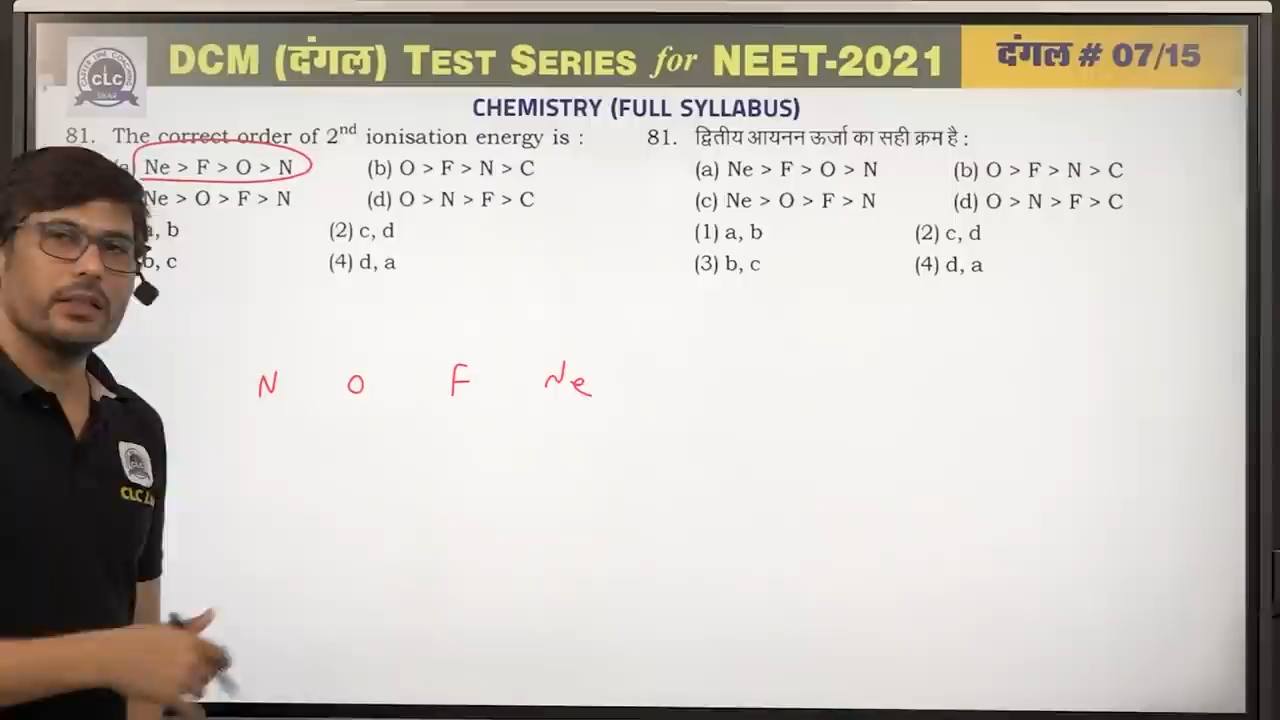 DCM (दंगल) TEST SERIES for NEET-2021
दंगल # 07/15
CLC
CHEMISTRY (FULL SYLLABUS)
81. The correct order of 2nd ionisation energy is :
(a) Ne > F > O > N (b) O > F > N > C
Ne > O > F > N (d) O > N > F > C
a, b (2) c, d
b, c (4) d, a
81. द्वितीय आयनन ऊर्जा का सही क्रम है :
(a) Ne > F > O > N (b) O > F > N > C
(c) Ne > O > F > N (d) O > N > F > C
(1) a, b (2) c, d
(3) b, c (4) d, a
N O F Ne
CLC